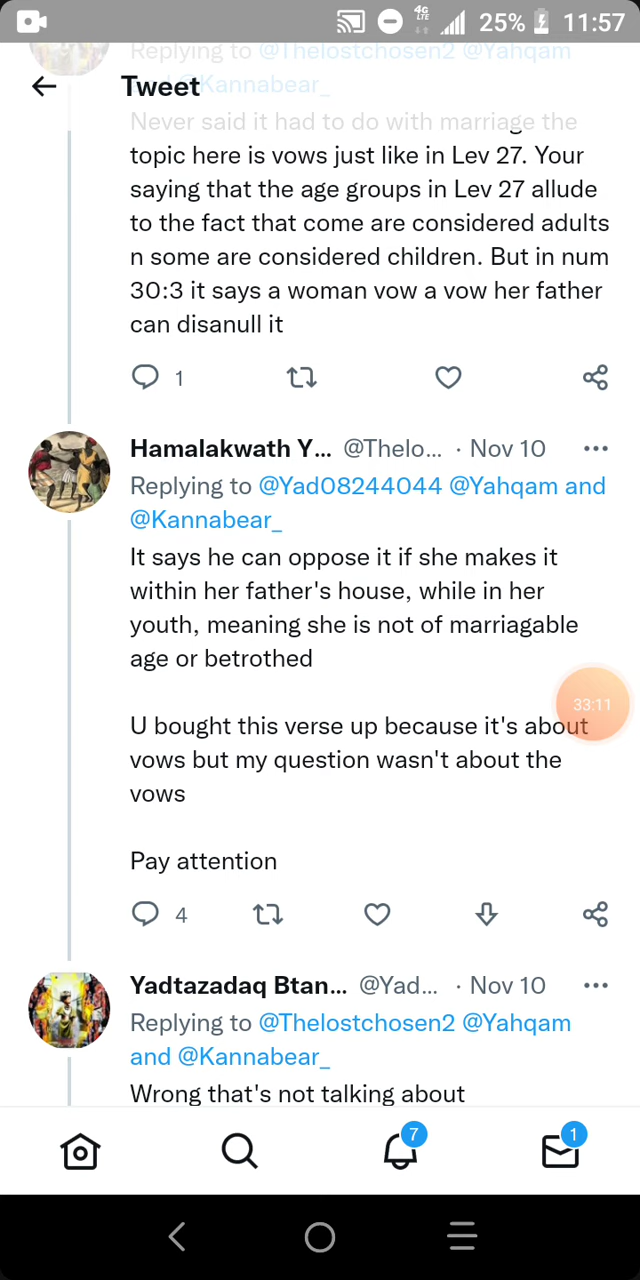 4G
LTE
25%
11:57
Replying to @Thelostchosen2 @Yahqam
and @Kannabear_
Tweet
Never said it had to do with marriage the
topic here is vows just like in Lev 27. Your
saying that the age groups in Lev 27 allude
to the fact that come are considered adults
n some are considered children. But in num
30:3 it says a woman vow a vow her father
can disanull it
1
Hamalakwath Y... @Thelo... · Nov 10
Replying to @Yad08244044 @Yahqam and
@Kannabear_
It says he can oppose it if she makes it
within her father's house, while in her
youth, meaning she is not of marriagable
age or betrothed
33:11
U bought this verse up because it's about
vows but my question wasn't about the
vows
Pay attention
4
Yadtazadaq Btan... @Yad... · Nov 10
Replying to @Thelostchosen2 @Yahqam
and @Kannabear_
Wrong that's not talking about
7
1